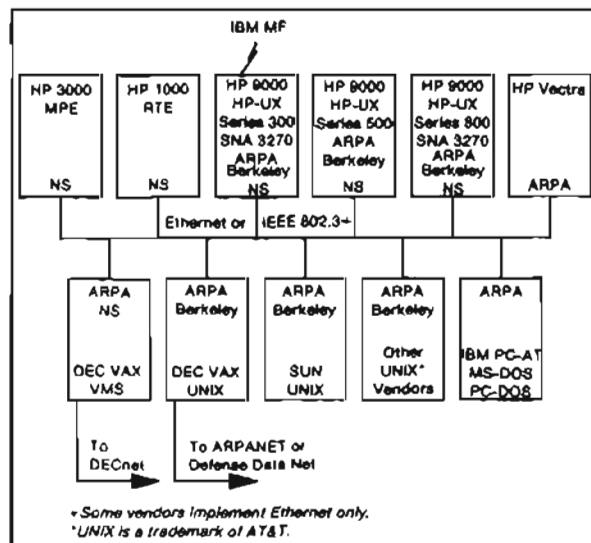 IBM MF
HP 3000
MPE
NS
HP 1000
RTE
NS
HP 9000
HP-UX
Series 300
SNA 3270
ARPA
Berkeley
NS
HP 9000
HP-UX
Series 500
ARPA
Berkeley
NS
HP 9000
HP-UX
Series 800
SNA 3270
ARPA
Berkeley
NS
HP Vectra
ARPA
Ethernet or IEEE 802.3+
ARPA
NS
DEC VAX
VMS
ARPA
Berkeley
DEC VAX
UNIX
ARPA
Berkeley
SUN
UNIX
ARPA
Berkeley
Other
UNIX*
Vendors
ARPA
IBM PC-AT
MS-DOS
PC-DOS
To
DECnet
To ARPANET or
Defense Data Net
+ Some vendors implement Ethernet only.
*UNIX is a trademark of AT&T.